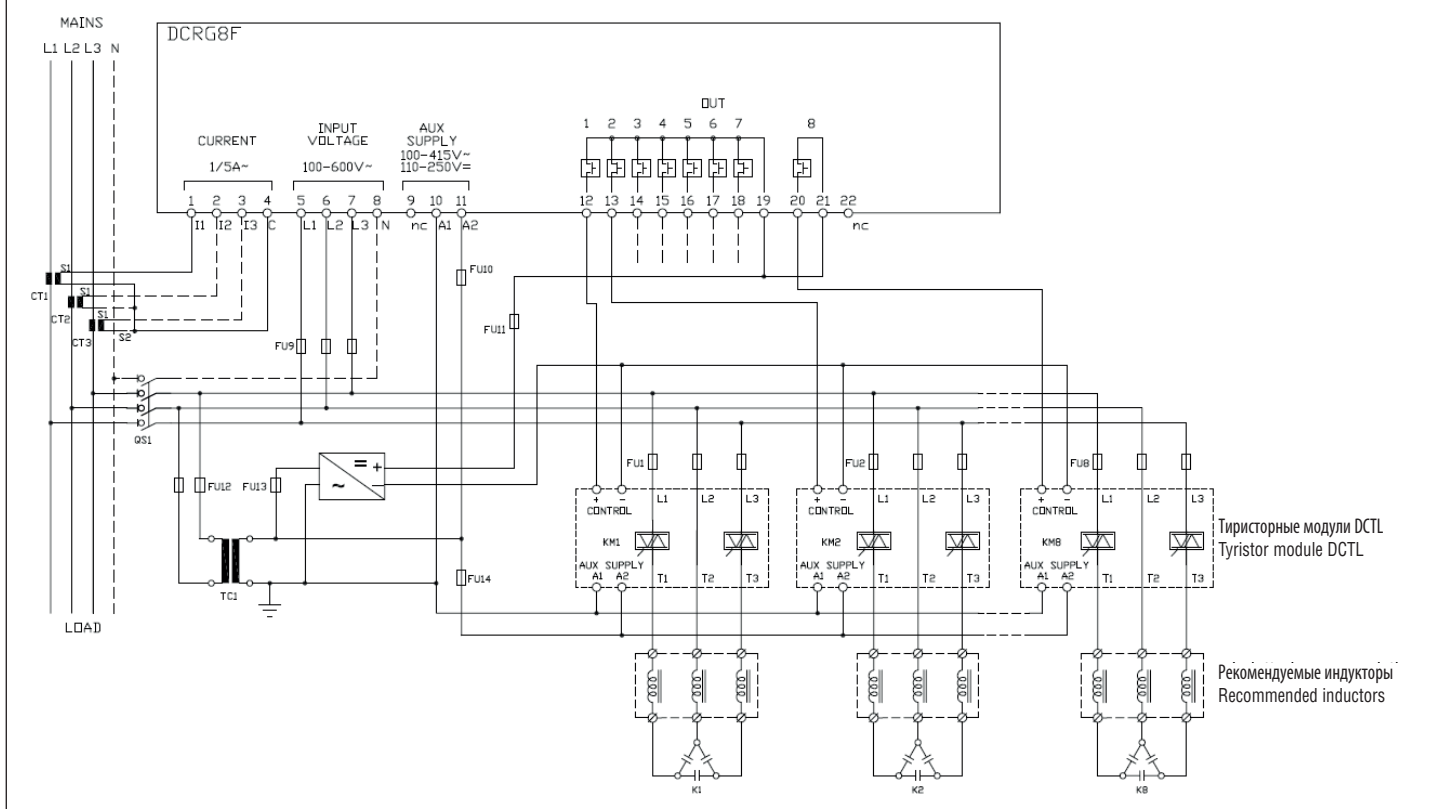 MAINS
L1 L2 L3 N
DCRG8F
OUT
1 2 3 4 5 6 7 8
CURRENT
1/5A~
INPUT
VOLTAGE
100-600V~
AUX
SUPPLY
100-415V~
110-250V=
1 2 3 4 5 6 7 8 9 10 11 12 13 14 15 16 17 18 19 20 21 22
I1 I2 I3 C L1 L2 L3 N nc A1 A2 nc
S1
CT1
S1
CT2
S1
CT3
S2
FU10
FU11
FU9
QS1
= +
~ –
FU12
FU13
FU14
TC1
LOAD
FU1
FU2
FU8
+ – L1 L2 L3
CONTROL
KM1
AUX SUPPLY
A1 A2 T1 T2 T3
+ – L1 L2 L3
CONTROL
KM2
AUX SUPPLY
A1 A2 T1 T2 T3
+ – L1 L2 L3
CONTROL
KM8
AUX SUPPLY
A1 A2 T1 T2 T3
Тиристорные модули DCTL
Tyristor module DCTL
Рекомендуемые индукторы
Recommended inductors
K1
K2
K8